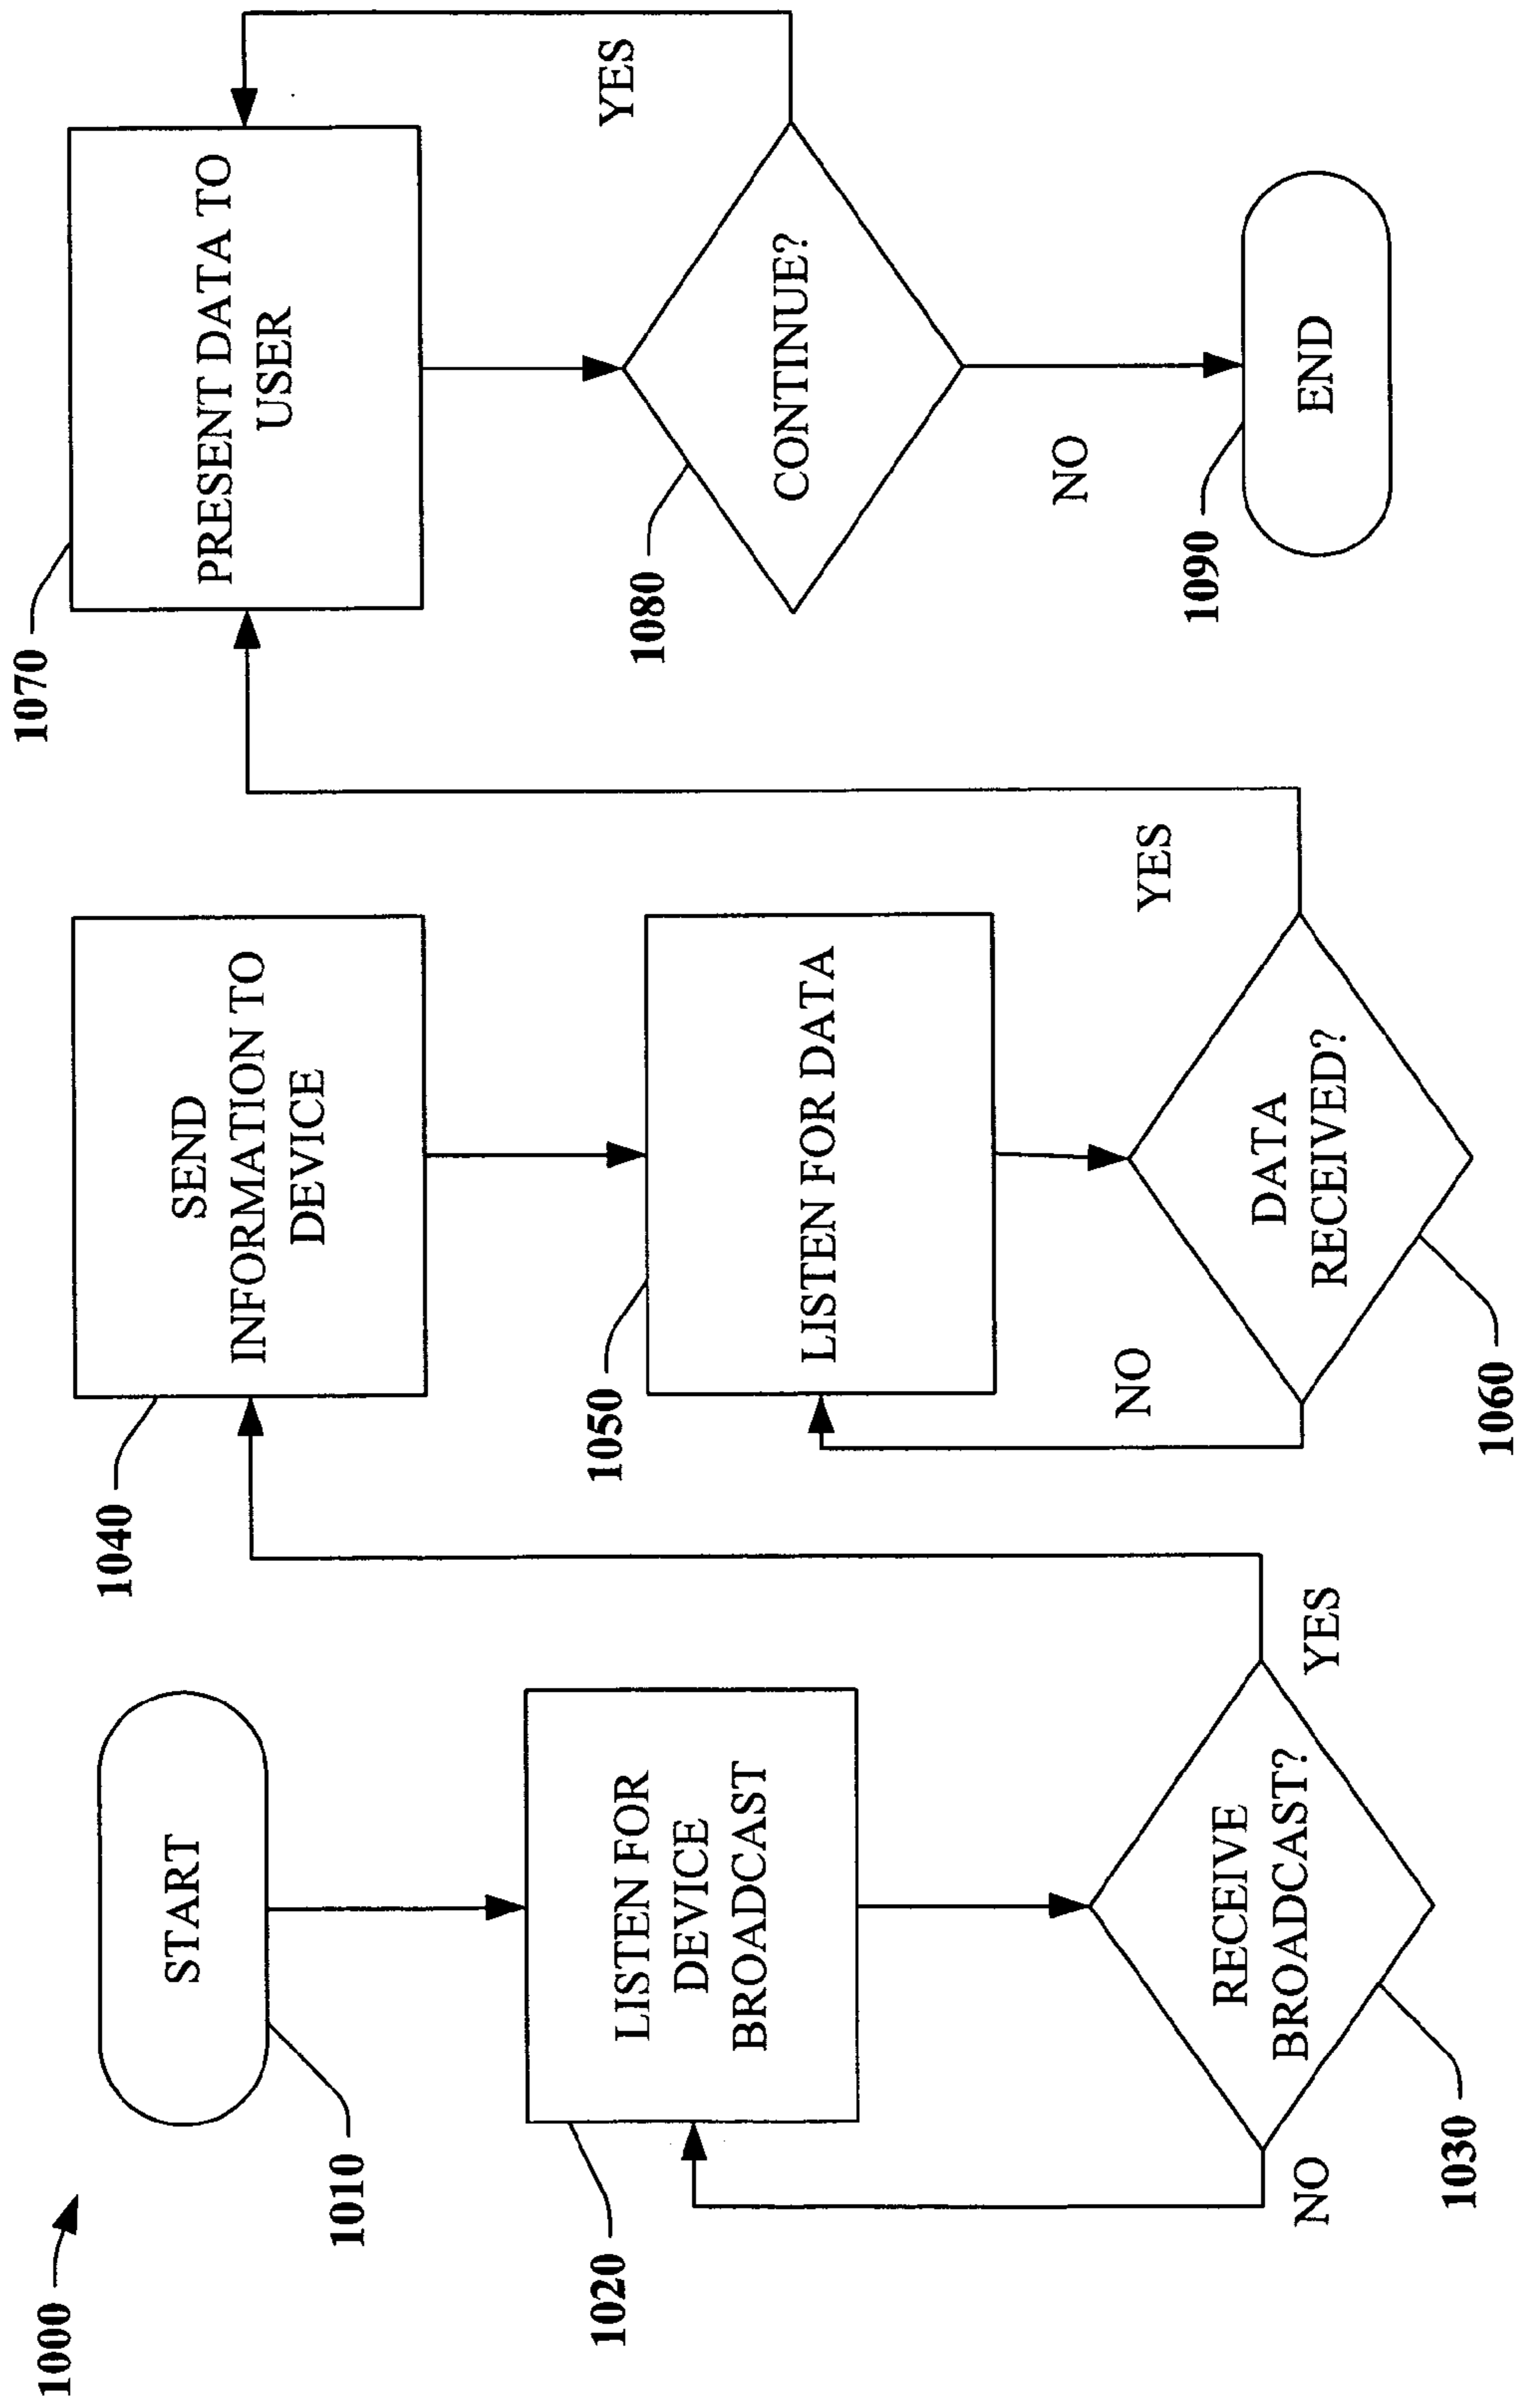 1000
1010
START
1020
LISTEN FOR
DEVICE
BROADCAST
RECEIVE
BROADCAST?
NO
YES
1030
1040
SEND
INFORMATION TO
DEVICE
1050
LISTEN FOR DATA
NO
YES
DATA
RECEIVED?
1060
1070
PRESENT DATA TO
USER
YES
1080
CONTINUE?
NO
1090
END